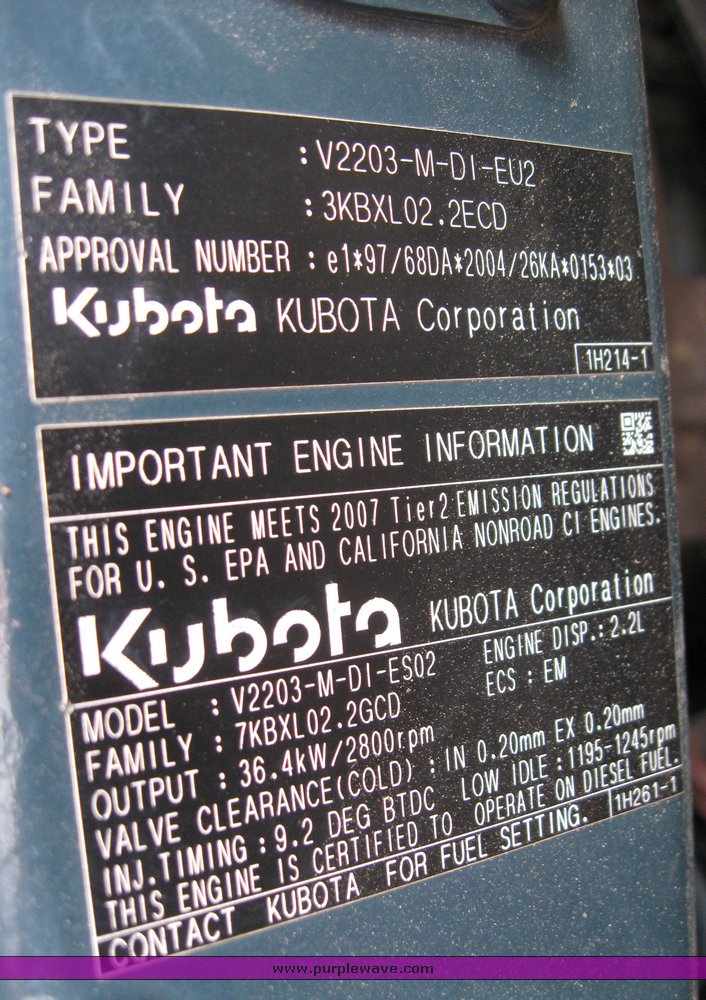 TYPE : V2203-M-DI-EU2
FAMILY : 3KBXL02.2ECD
APPROVAL NUMBER : e1*97/68DA*2004/26KA*0153*03
Kubota KUBOTA Corporation
1H214-1
IMPORTANT ENGINE INFORMATION
THIS ENGINE MEETS 2007 Tier2 EMISSION REGULATIONS
FOR U. S. EPA AND CALIFORNIA NONROAD CI ENGINES.
Kubota KUBOTA Corporation
MODEL : V2203-M-DI-ES02 ENGINE DISP.: 2.2L
FAMILY : 7KBXL02.2GCD ECS : EM
OUTPUT : 36.4kW/2800rpm
VALVE CLEARANCE(COLD) : IN 0.20mm EX 0.20mm
INJ.TIMING : 9.2 DEG BTDC LOW IDLE : 1195-1245rpm
THIS ENGINE IS CERTIFIED TO OPERATE ON DIESEL FUEL.
CONTACT KUBOTA FOR FUEL SETTING. 1H261-1
www.purplewave.com